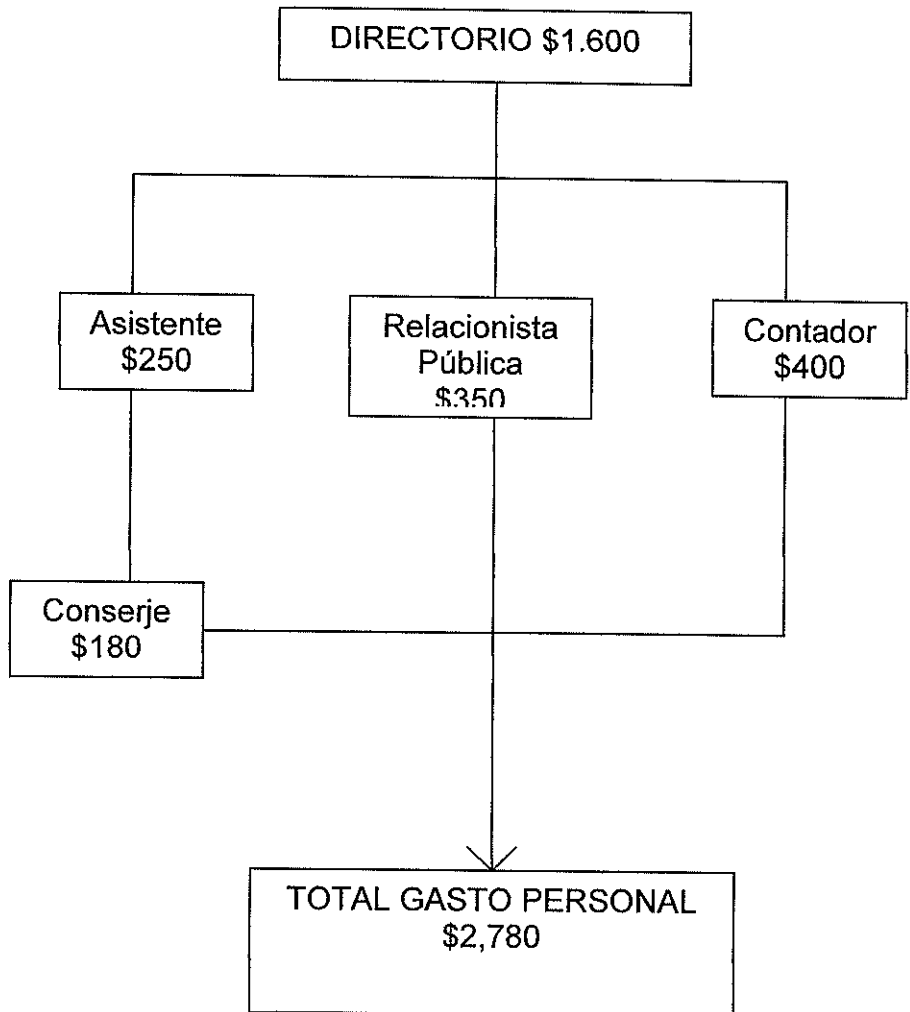 DIRECTORIO $1.600
Asistente
$250
Relacionista
Pública
$350
Contador
$400
Conserje
$180
TOTAL GASTO PERSONAL
$2,780